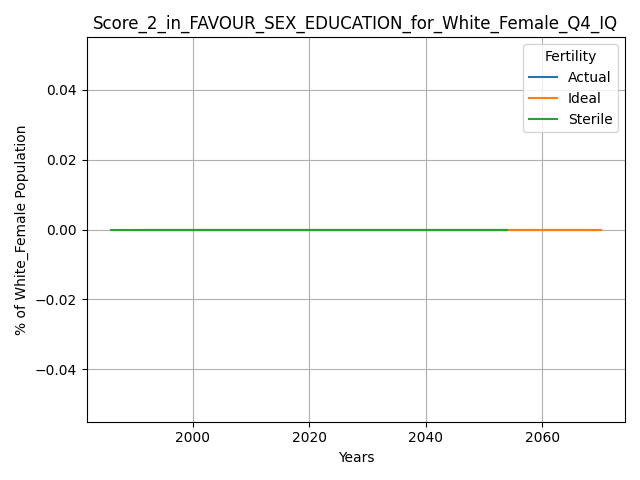 Score_2_in_FAVOUR_SEX_EDUCATION_for_White_Female_Q4_IQ
Fertility
Actual
Ideal
Sterile
% of White_Female Population
0.04
0.02
0.00
−0.02
−0.04
2000 2020 2040 2060
Years